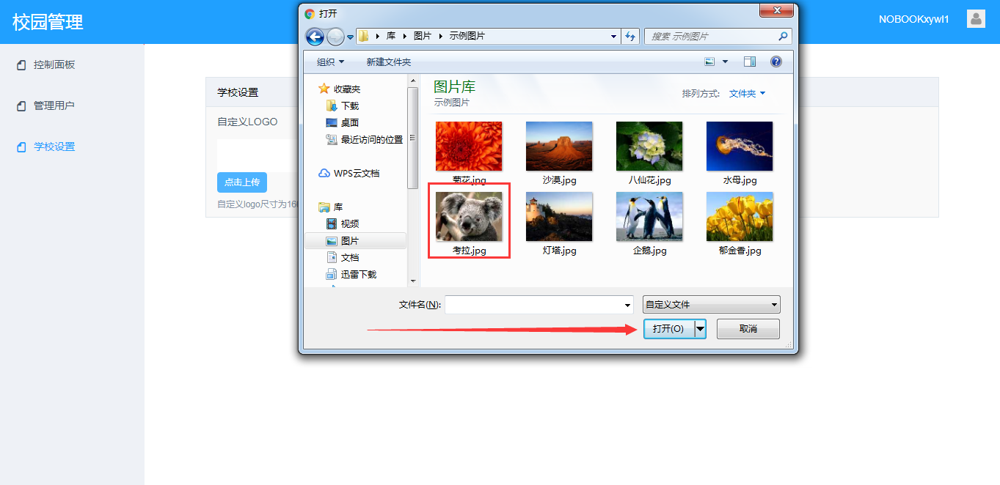 校园管理
NOBOOKxywl1
控制面板
管理用户
学校设置
学校设置
自定义LOGO
点击上传
自定义logo尺寸为16
打开
库 图片 示例图片
搜索 示例图片
组织 新建文件夹
收藏夹
下载
桌面
最近访问的位置
WPS云文档
库
视频
图片
文档
迅雷下载
图片库
示例图片
排列方式: 文件夹
菊花.jpg 沙漠.jpg 八仙花.jpg 水母.jpg
考拉.jpg 灯塔.jpg 企鹅.jpg 郁金香.jpg
文件名(N): 自定义文件
打开(O) 取消